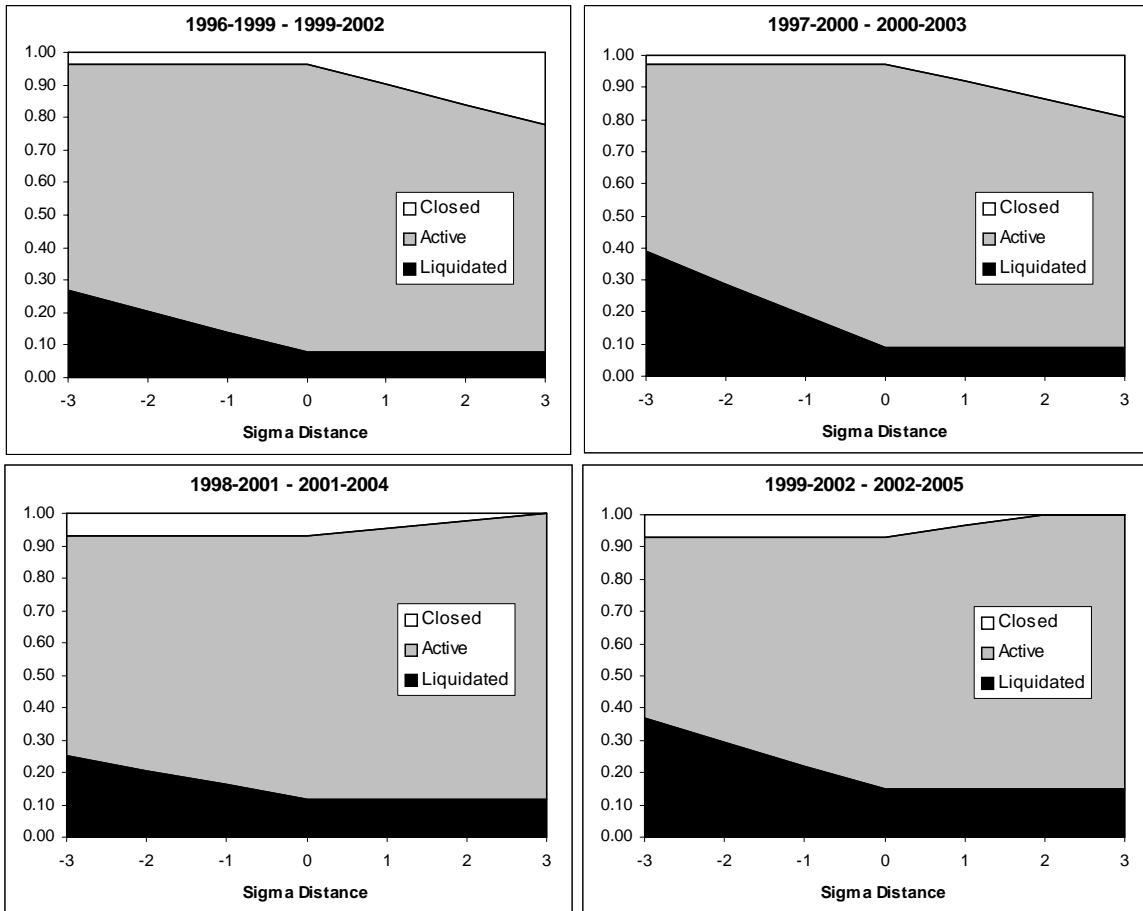 1996-1999 - 1999-2002
1.00
0.90
0.80
0.70
0.60
0.50
0.40
0.30
0.20
0.10
0.00
Closed
Active
Liquidated
-3 -2 -1 0 1 2 3
Sigma Distance
1997-2000 - 2000-2003
1.00
0.90
0.80
0.70
0.60
0.50
0.40
0.30
0.20
0.10
0.00
Closed
Active
Liquidated
-3 -2 -1 0 1 2 3
Sigma Distance
1998-2001 - 2001-2004
1.00
0.90
0.80
0.70
0.60
0.50
0.40
0.30
0.20
0.10
0.00
Closed
Active
Liquidated
-3 -2 -1 0 1 2 3
Sigma Distance
1999-2002 - 2002-2005
1.00
0.90
0.80
0.70
0.60
0.50
0.40
0.30
0.20
0.10
0.00
Closed
Active
Liquidated
-3 -2 -1 0 1 2 3
Sigma Distance